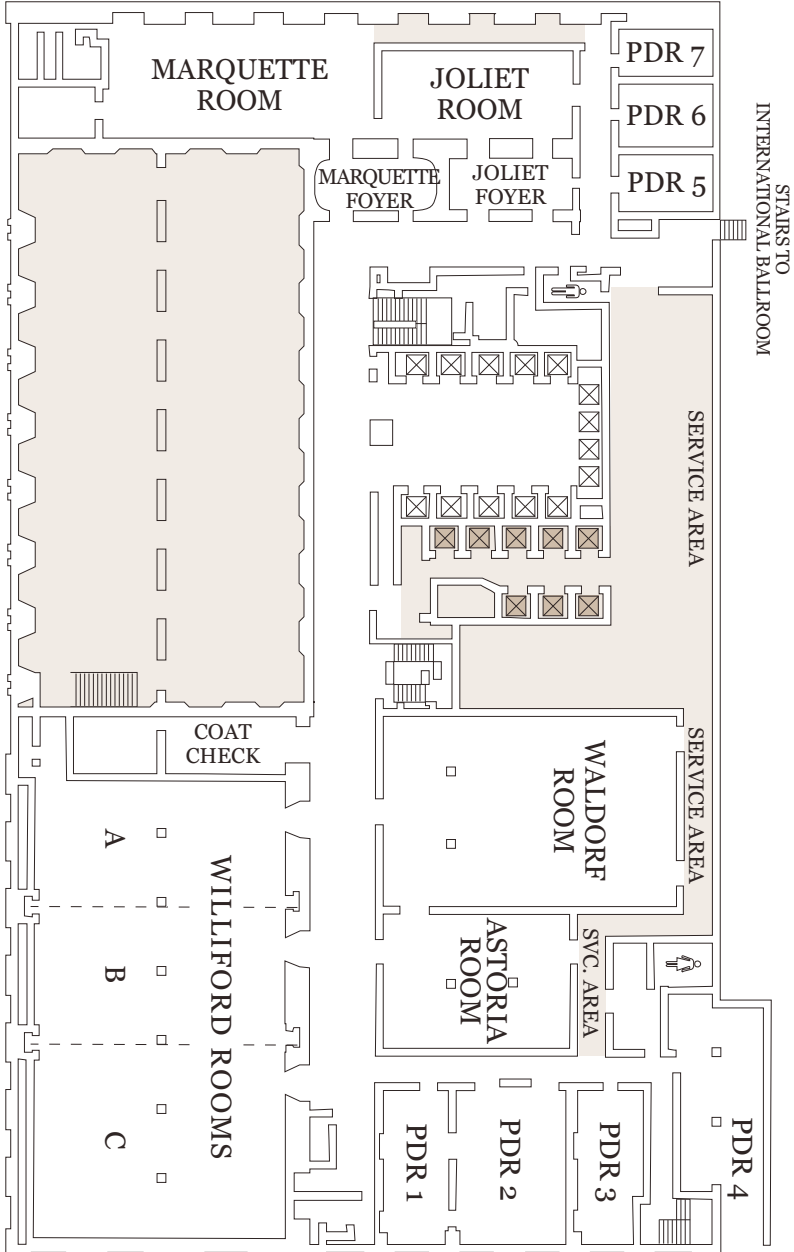 MARQUETTE
ROOM
JOLIET
ROOM
PDR 7
PDR 6
PDR 5
MARQUETTE
FOYER
JOLIET
FOYER
STAIRS TO
INTERNATIONAL BALLROOM
SERVICE AREA
COAT
CHECK
WALDORF
ROOM
SERVICE AREA
A
B
C
WILLIFORD ROOMS
ASTORIA
ROOM
SVC. AREA
PDR 1
PDR 2
PDR 3
PDR 4